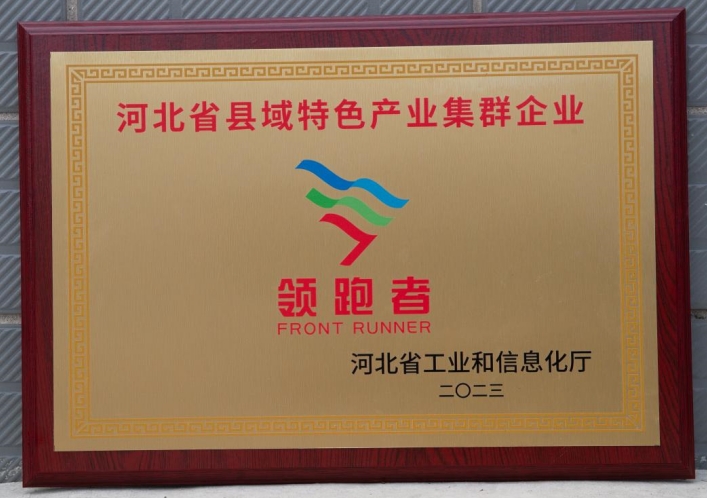 河北省县域特色产业集群企业
领跑者
FRONT RUNNER
河北省工业和信息化厅
二〇二三